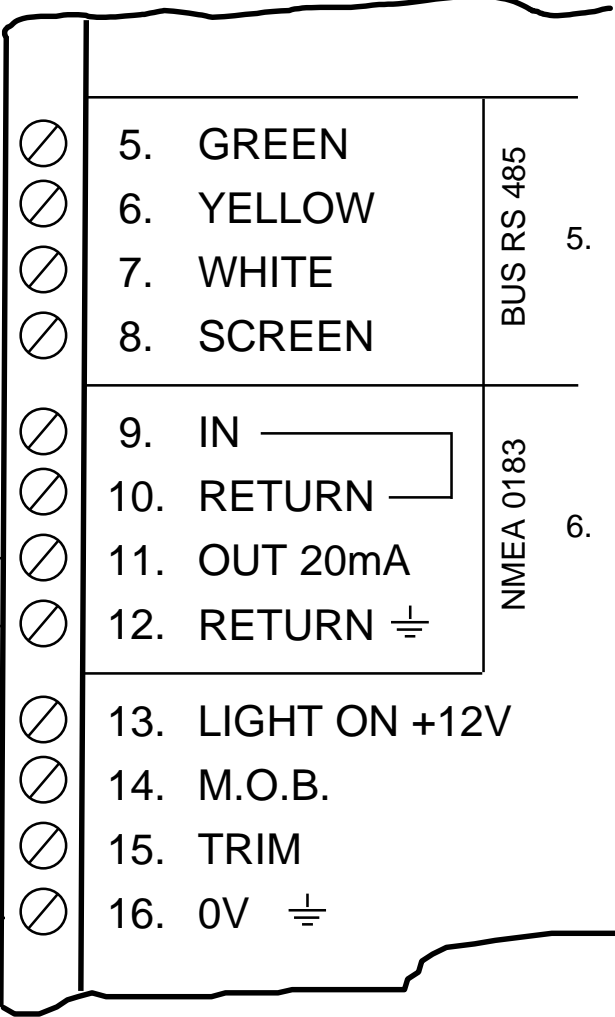 5. GREEN
6. YELLOW
7. WHITE
8. SCREEN
BUS RS 485
5.
9. IN
10. RETURN
11. OUT 20mA
12. RETURN
NMEA 0183
6.
13. LIGHT ON +12V
14. M.O.B.
15. TRIM
16. 0V